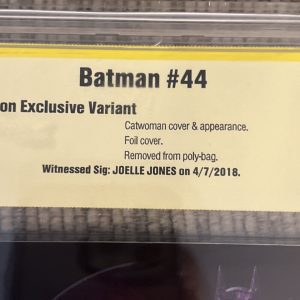 Batman #44
on Exclusive Variant
Catwoman cover & appearance.
Foil cover.
Removed from poly-bag.
Witnessed Sig: JOELLE JONES on 4/7/2018.